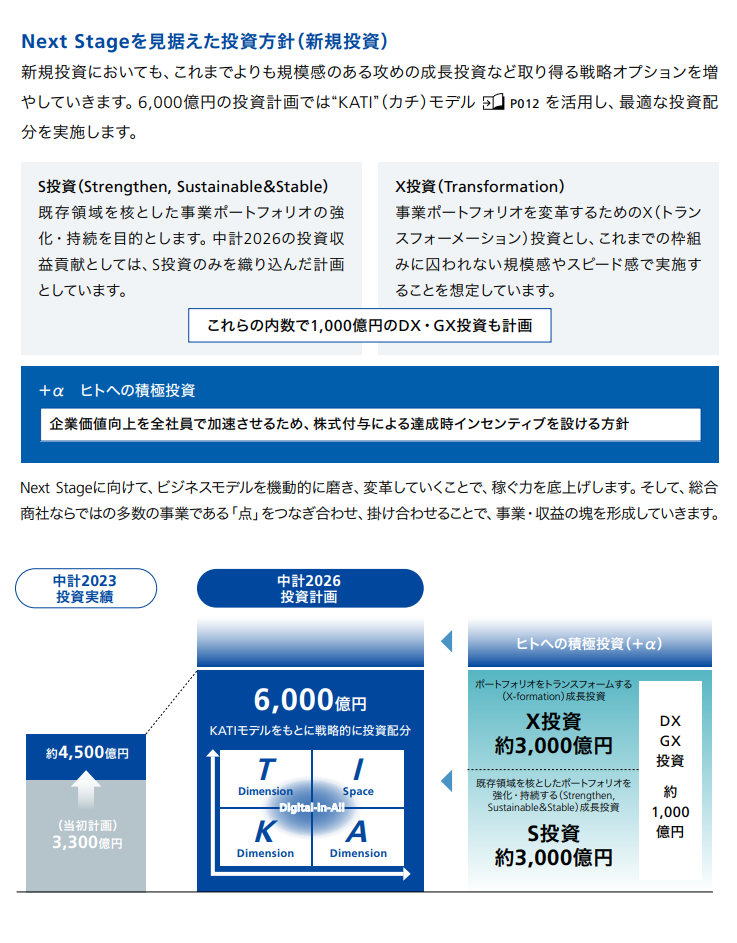 Next Stageを見据えた投資方針（新規投資）
新規投資においても、これまでよりも規模感のある攻めの成長投資など取り得る戦略オプションを増
やしていきます。6,000億円の投資計画では“KATI”（カチ）モデル P012 を活用し、最適な投資配
分を実施します。
S投資（Strengthen, Sustainable&Stable）
既存領域を核とした事業ポートフォリオの強
化・持続を目的とします。中計2026の投資収
益貢献としては、S投資のみを織り込んだ計画
としています。
X投資（Transformation）
事業ポートフォリオを変革するためのX（トラン
スフォーメーション）投資とし、これまでの枠組
みに囚われない規模感やスピード感で実施す
ることを想定しています。
これらの内数で1,000億円のDX・GX投資も計画
＋α ヒトへの積極投資
企業価値向上を全社員で加速させるため、株式付与による達成時インセンティブを設ける方針
Next Stageに向けて、ビジネスモデルを機動的に磨き、変革していくことで、稼ぐ力を底上げします。そして、総合
商社ならではの多数の事業である「点」をつなぎ合わせ、掛け合わせることで、事業・収益の塊を形成していきます。
中計2023
投資実績
約4,500億円
（当初計画）
3,300億円
中計2026
投資計画
6,000億円
KATIモデルをもとに戦略的に投資配分
T
Dimension
I
Space
Digital-in-All
K
Dimension
A
Dimension
ヒトへの積極投資（+α）
ポートフォリオをトランスフォームする
（X-formation）成長投資
X投資
約3,000億円
既存領域を核としたポートフォリオを
強化・持続する（Strengthen,
Sustainable&Stable）成長投資
S投資
約3,000億円
DX
GX
投資
約
1,000
億円